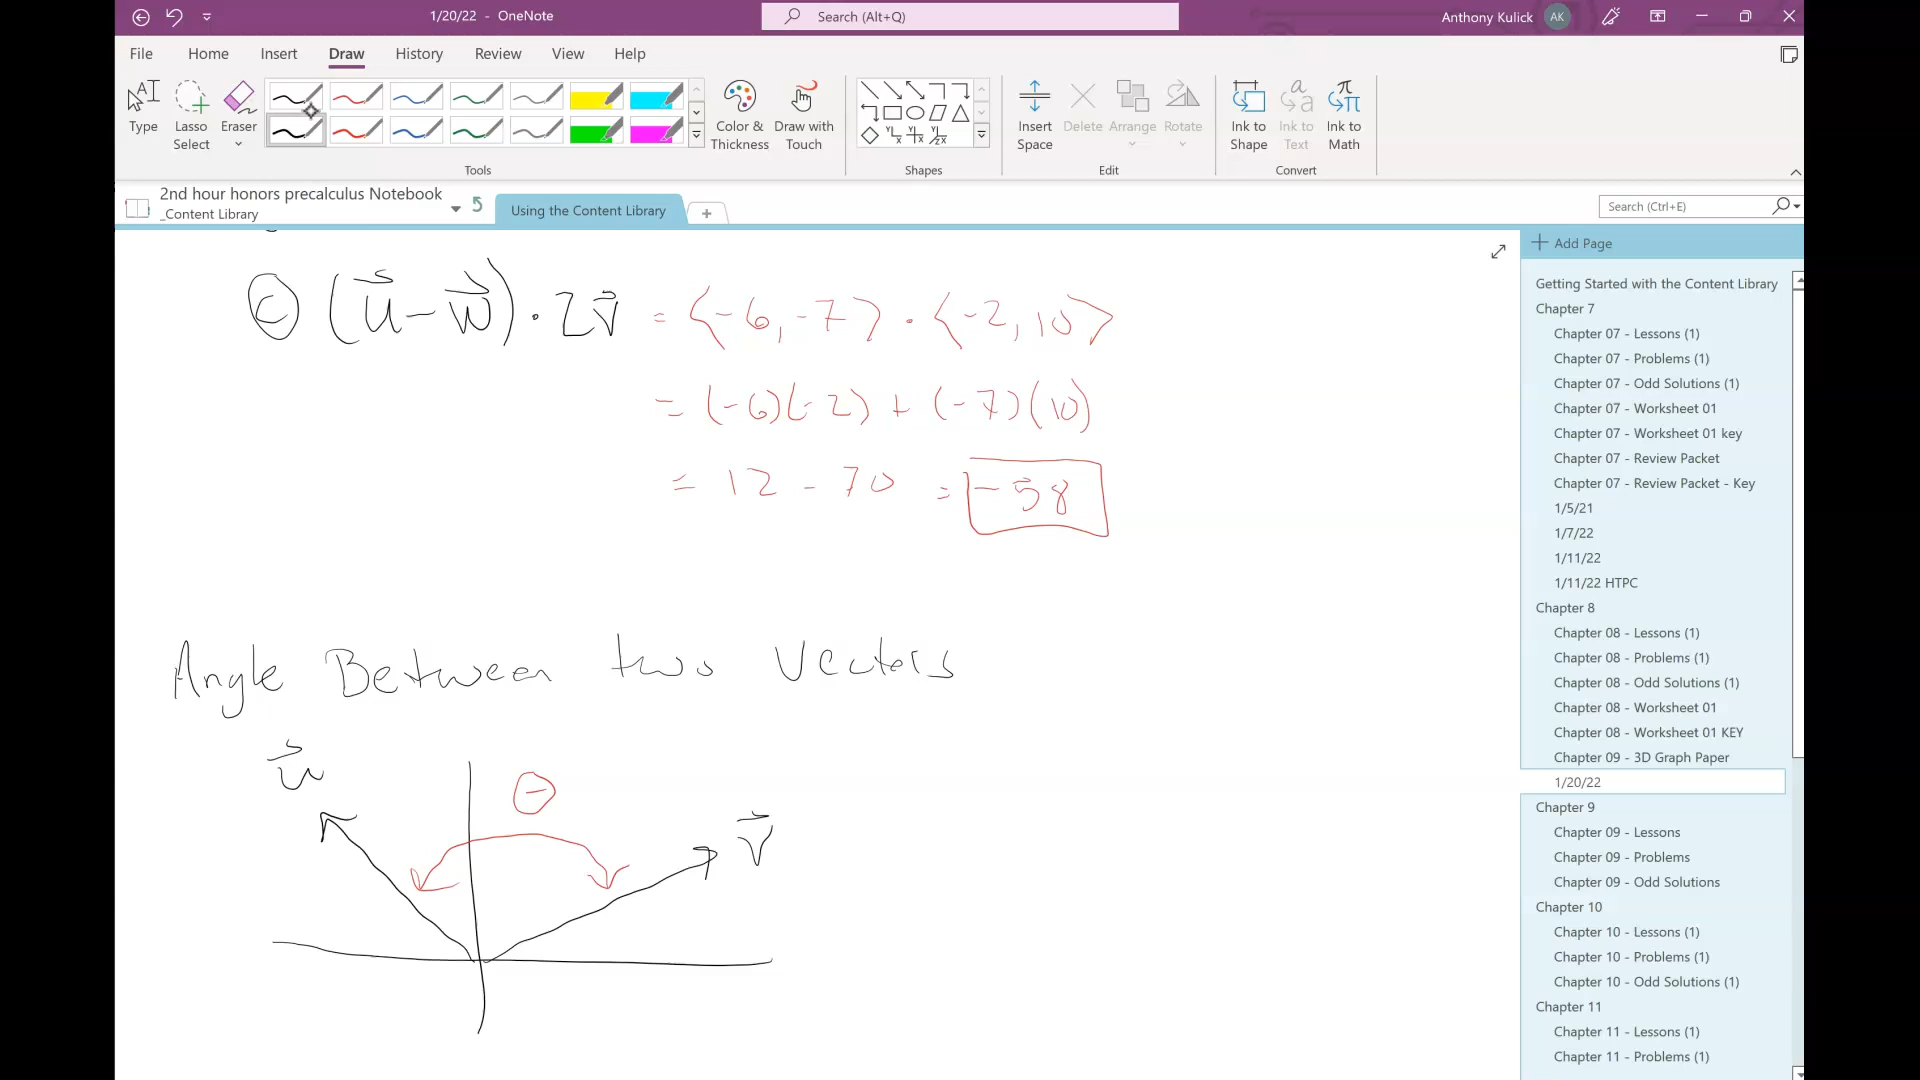 1/20/22 - OneNote
Search (Alt+Q)
Anthony Kulick AK
File Home Insert Draw History Review View Help
Type
Lasso Select
Eraser
Color & Thickness
Draw with Touch
Insert Space
Delete
Arrange
Rotate
Ink to Shape
Ink to Text
Ink to Math
Tools Shapes Edit Convert
2nd hour honors precalculus Notebook
_Content Library
Using the Content Library
Search (Ctrl+E)
Ⓒ (u⃗ - w⃗) · 2v⃗ = ⟨-6, -7⟩ · ⟨-2, 10⟩
= (-6)(-2) + (-7)(10)
= 12 - 70 = -58
Angle Between two Vectors
u⃗
θ
v⃗
Add Page
Getting Started with the Content Library
Chapter 7
Chapter 07 - Lessons (1)
Chapter 07 - Problems (1)
Chapter 07 - Odd Solutions (1)
Chapter 07 - Worksheet 01
Chapter 07 - Worksheet 01 key
Chapter 07 - Review Packet
Chapter 07 - Review Packet - Key
1/5/21
1/7/22
1/11/22
1/11/22 HTPC
Chapter 8
Chapter 08 - Lessons (1)
Chapter 08 - Problems (1)
Chapter 08 - Odd Solutions (1)
Chapter 08 - Worksheet 01
Chapter 08 - Worksheet 01 KEY
Chapter 09 - 3D Graph Paper
1/20/22
Chapter 9
Chapter 09 - Lessons
Chapter 09 - Problems
Chapter 09 - Odd Solutions
Chapter 10
Chapter 10 - Lessons (1)
Chapter 10 - Problems (1)
Chapter 10 - Odd Solutions (1)
Chapter 11
Chapter 11 - Lessons (1)
Chapter 11 - Problems (1)